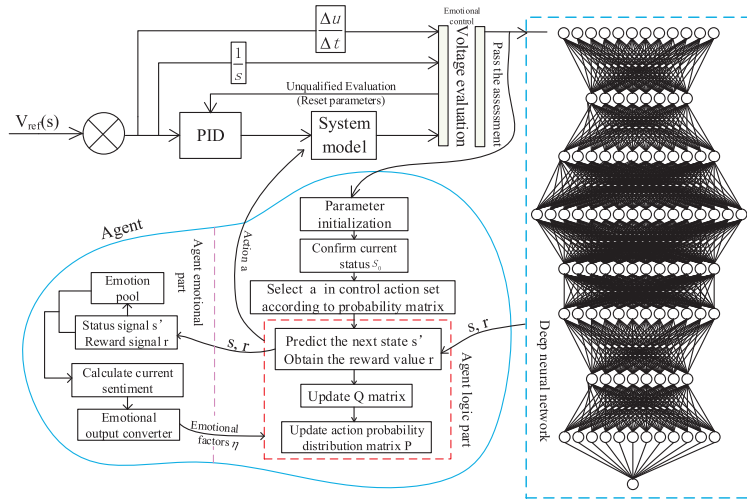 Δu
Δt
Emotional
control
1
s
Voltage evaluation
Pass the assessment
Unqualified Evaluation
(Reset parameters)
Vref(s)
PID
System
model
Agent
Action a
Parameter
initialization
Confirm current
status S0
Select a in control action set
according to probability matrix
Agent emotional
part
Emotion
pool
Status signal s'
Reward signal r
s, r
Predict the next state s'
Obtain the reward value r
s, r
Calculate current
sentiment
Update Q matrix
Agent logic part
Emotional
output converter
Emotional
factors η
Update action probability
distribution matrix P
Deep neural network